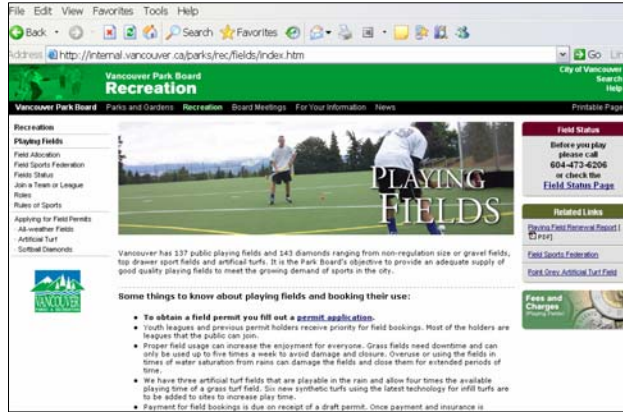 File Edit View Favorites Tools Help
Back Search Favorites
Address http://internal.vancouver.ca/parks/rec/fields/index.htm Go
City of Vancouver
Search
Help
Vancouver Park Board
Recreation
Vancouver Park Board Parks and Gardens Recreation Board Meetings For Your Information News Printable Page
Recreation
Playing Fields
Field Allocation
Field Sports Federation
Fields Status
Join a Team or League
Roles
Rules of Sports
Applying for Field Permits
· All-weather Fields
· Artificial Turf
· Softball Diamonds
VANCOUVER
PLAYING
FIELDS
Vancouver has 137 public playing fields and 143 diamonds ranging from non-regulation size or gravel fields,
top drawer sport fields and artifical turfs. It is the Park Board's objective to provide an adequate supply of
good quality playing fields to meet the growing demand of sports in the city.
Some things to know about playing fields and booking their use:
• To obtain a field permit you fill out a permit application.
• Youth leagues and previous permit holders receive priority for field bookings. Most of the holders are
leagues that the public can join.
• Proper field usage can increase the enjoyment for everyone. Grass fields need downtime and can
only be used up to five times a week to avoid damage and closure. Overuse or using the fields in
times of water saturation from rains can damage the fields and close them for extended periods of
time.
• We have three artificial turf fields that are playable in the rain and allow four times the available
playing time of a grass turf field. Six new synthetic turfs using the latest technology for infill turfs are
to be added to sites to increase play time.
• Payment for field bookings is due on receipt of a draft permit. Once payment and insurance is
Field Status
Before you play
please call
604-473-6206
or check the
Field Status Page
Related Links
Playing Field Renewal Report [
PDF]
Field Sports Federation
Point Grey Artificial Turf Field
Fees and
Charges
(Playing Fields)